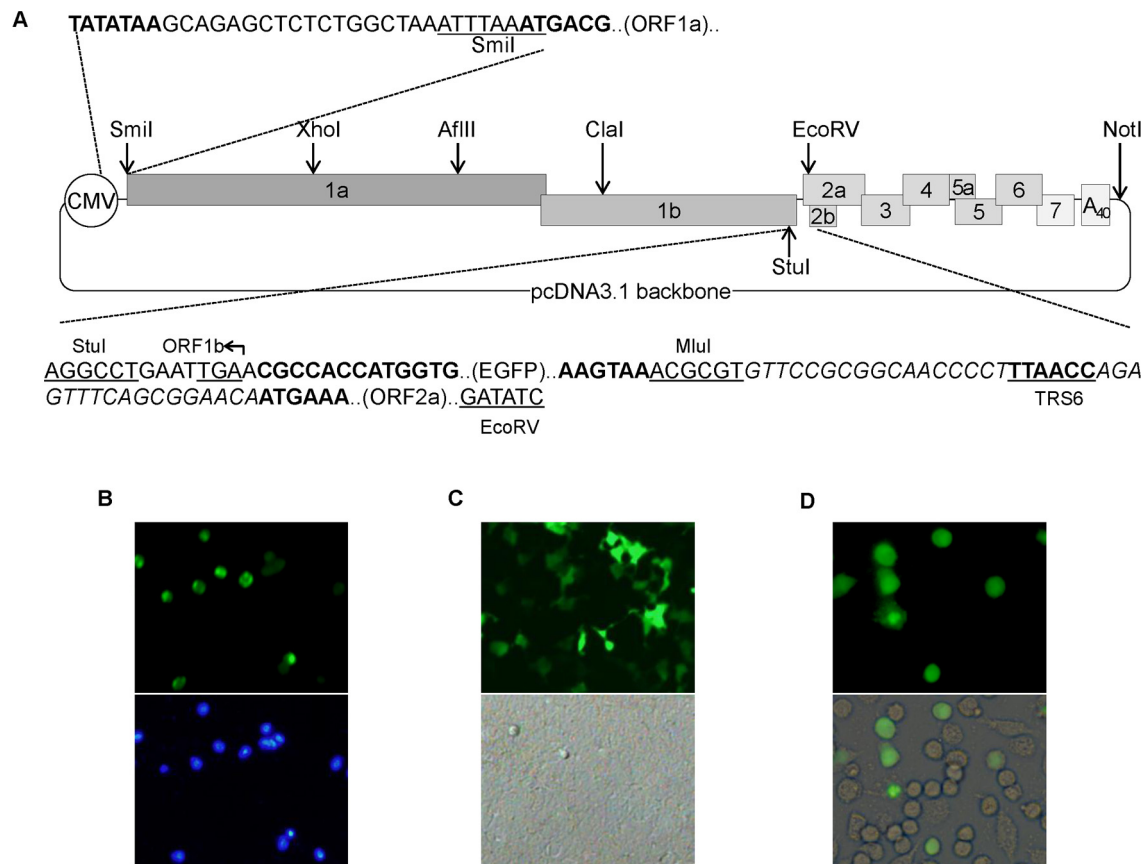 A
TATATAAGCAGAGCTCTCTGGCTAAATTTAAATGACG..(ORF1a)..
SmiI
SmiI XhoI AflII ClaI EcoRV NotI
CMV 1a 1b 2a 2b 3 4 5a 5 6 7 A40
StuI
pcDNA3.1 backbone
StuI ORF1b MluI
AGGCCTGAATTGAACGCCACCATGGTG..(EGFP)..AAGTAAACGCGTGTTCCGCGGCAACCCCTTTAACCAGA
GTTTCAGCGGAACAATGAAA..(ORF2a)..GATATC TRS6
EcoRV
B C D